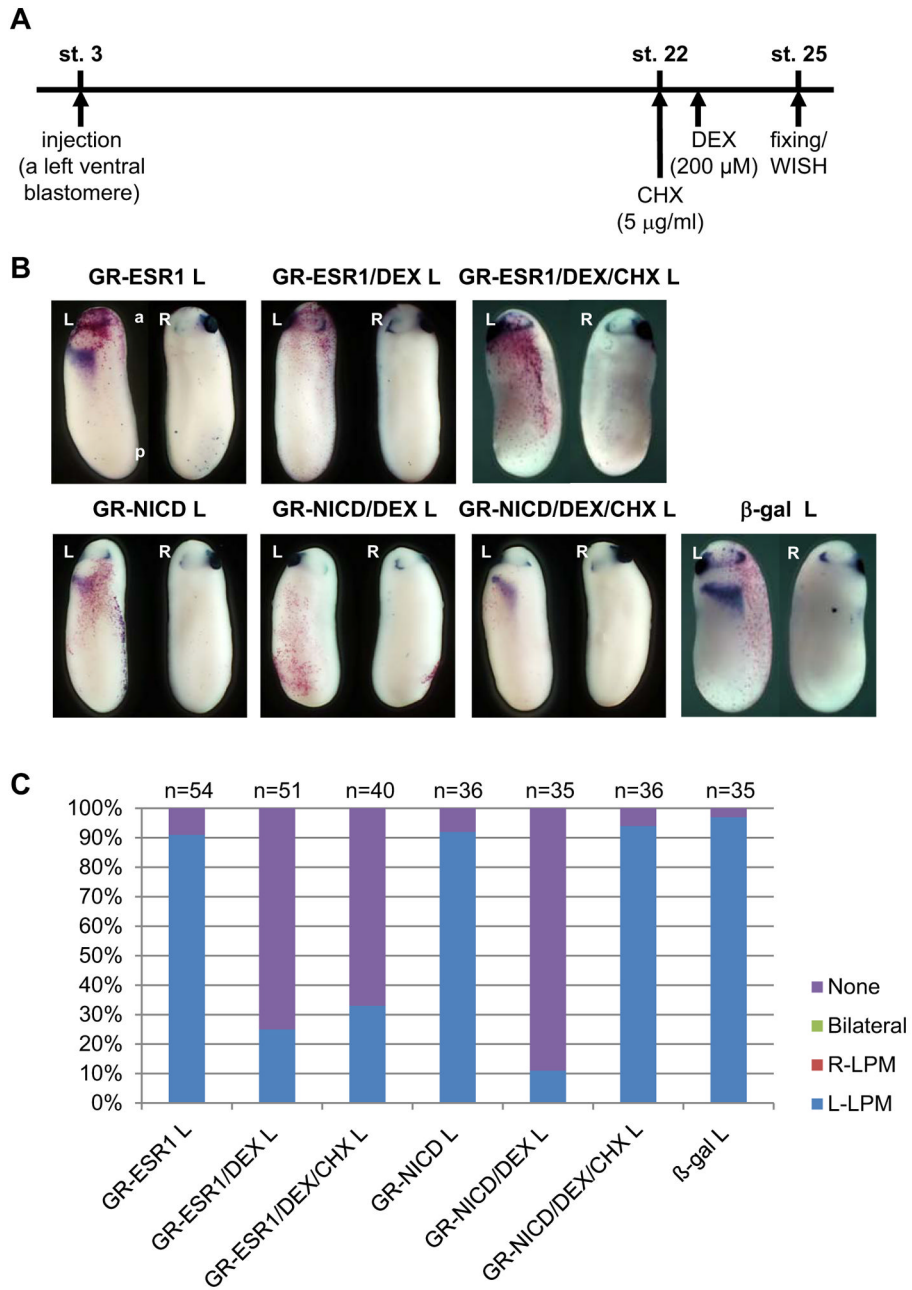 A
st. 3
st. 22
st. 25
injection
(a left ventral
blastomere)
DEX
(200 µM)
fixing/
WISH
CHX
(5 µg/ml)
B
GR-ESR1 L
GR-ESR1/DEX L
GR-ESR1/DEX/CHX L
L a R
L R
L R
p
GR-NICD L
GR-NICD/DEX L
GR-NICD/DEX/CHX L
β-gal L
L R
L R
L R
L R
C
n=54 n=51 n=40 n=36 n=35 n=36 n=35
100%
90%
80%
70%
60%
50%
40%
30%
20%
10%
0%
None
Bilateral
R-LPM
L-LPM
GR-ESR1 L
GR-ESR1/DEX L
GR-ESR1/DEX/CHX L
GR-NICD L
GR-NICD/DEX L
GR-NICD/DEX/CHX L
ß-gal L